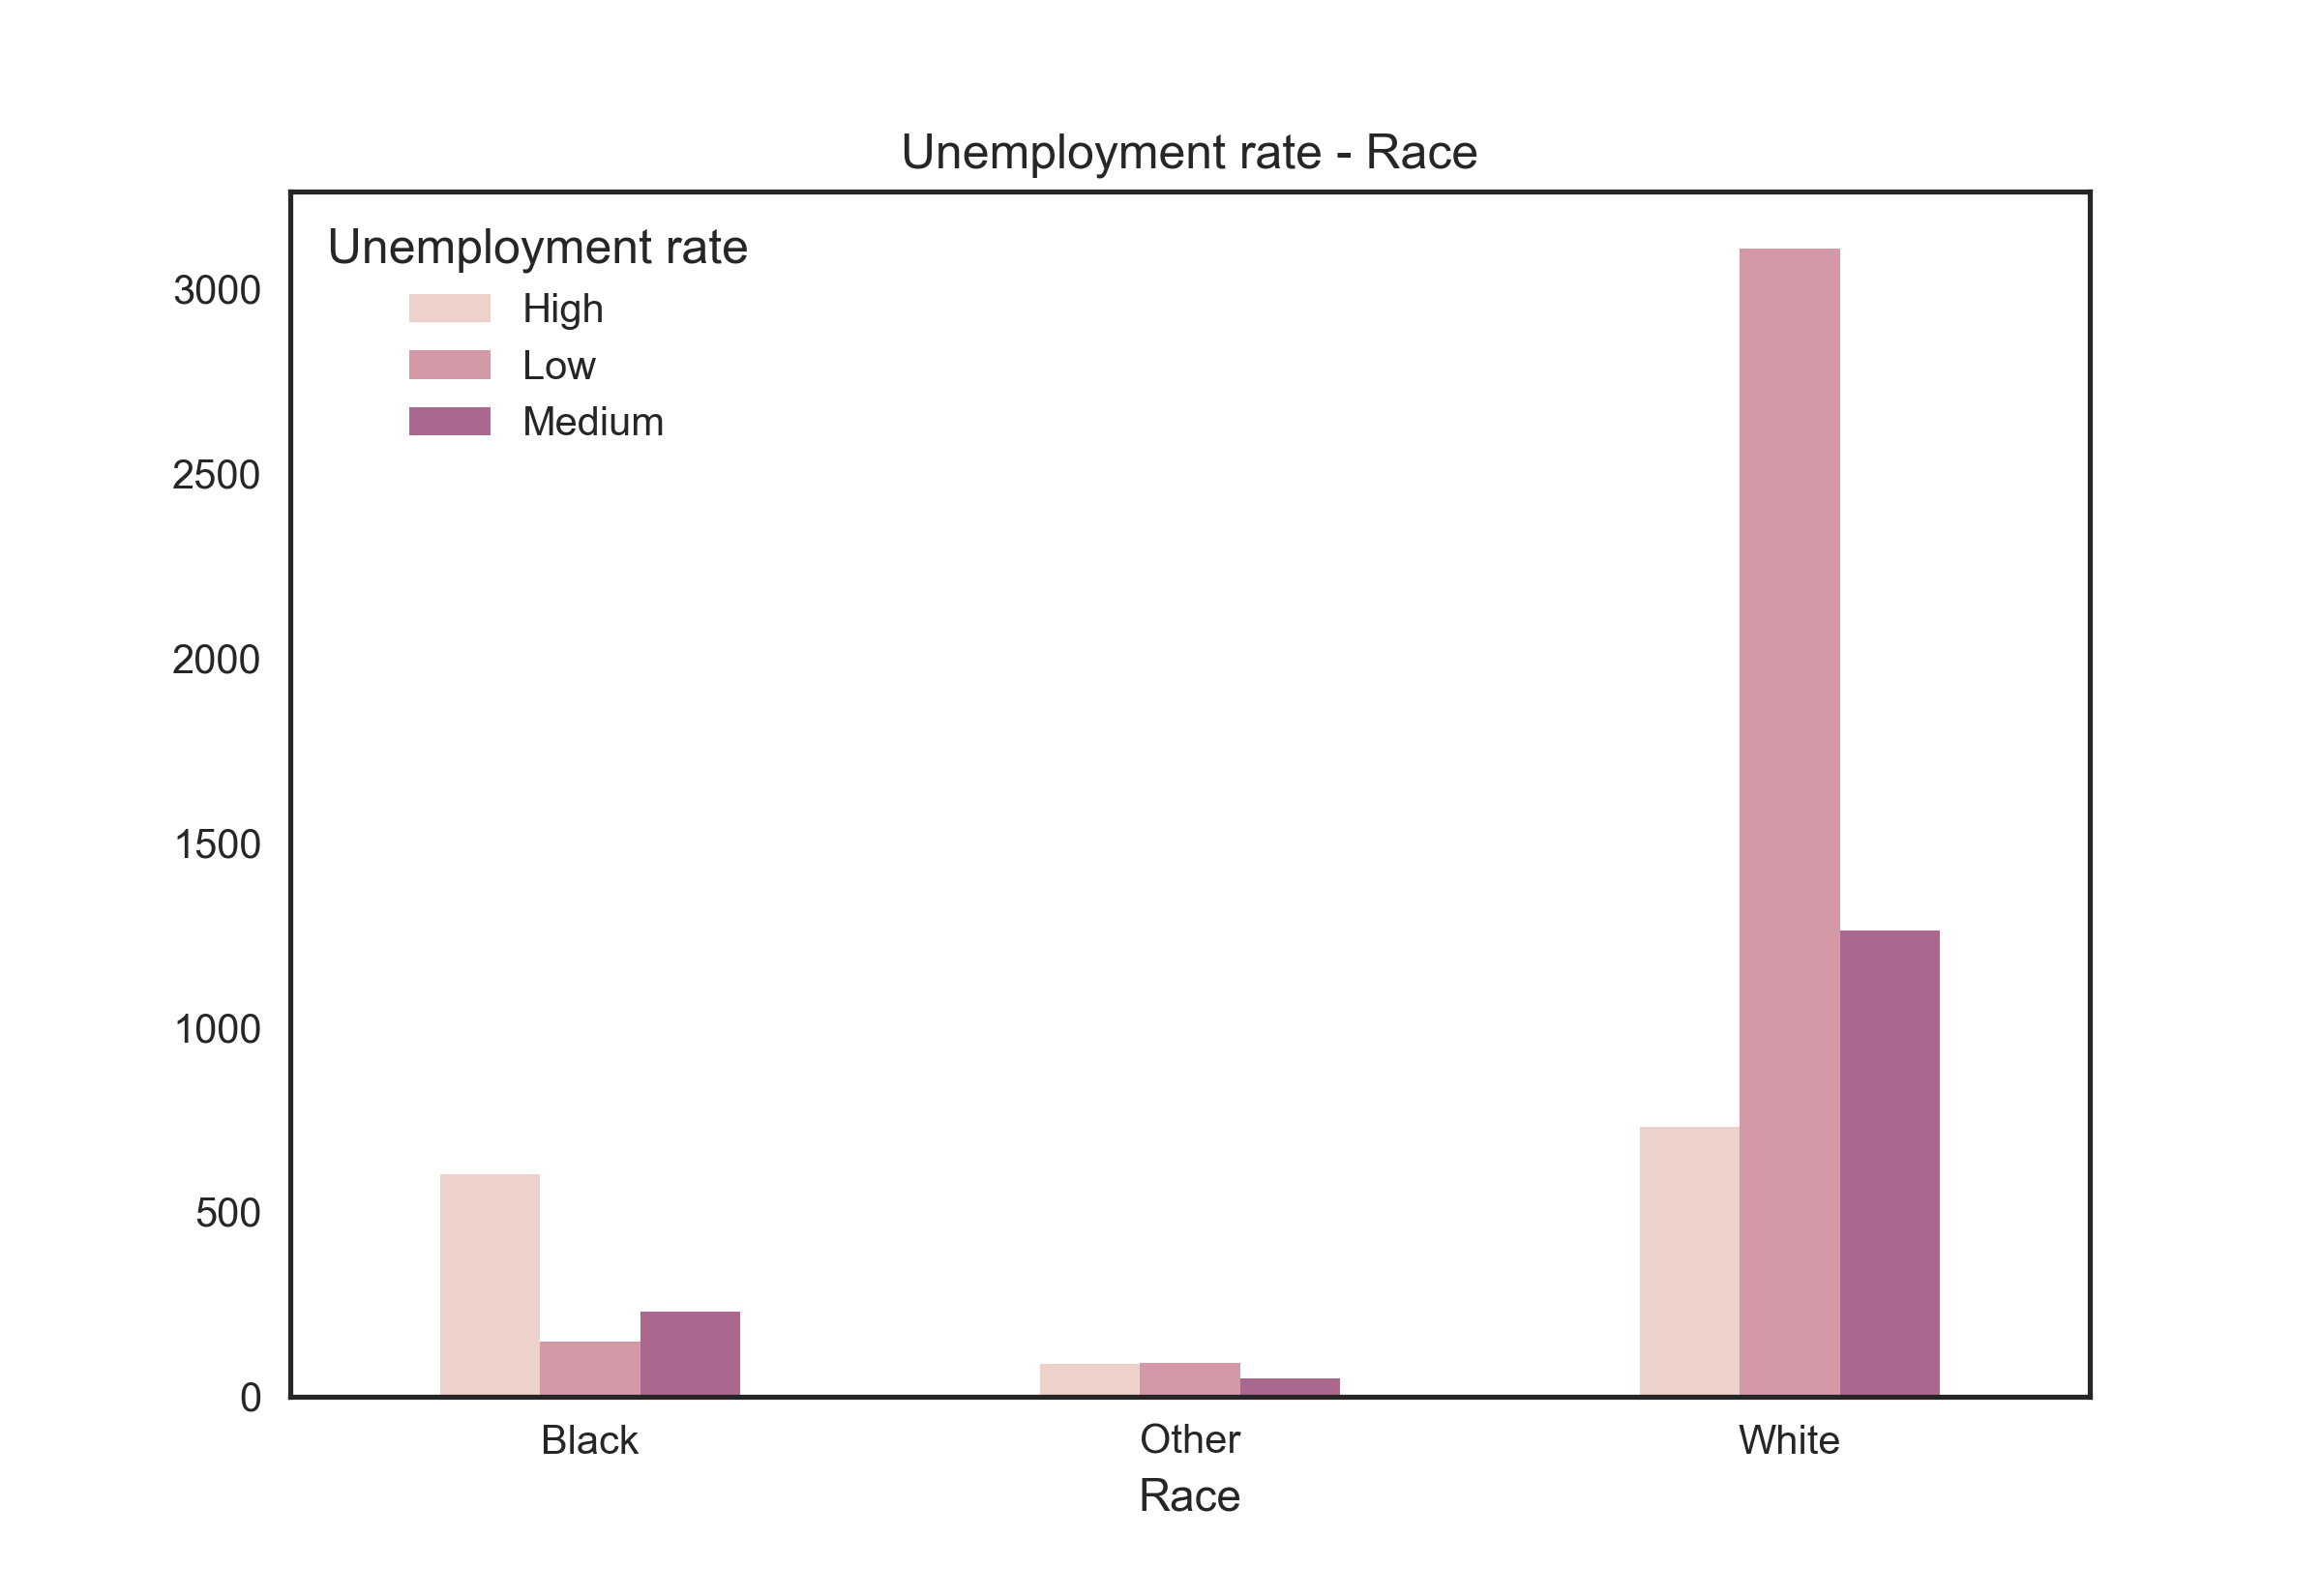 Unemployment rate - Race
Unemployment rate
High
Low
Medium
3000
2500
2000
1500
1000
500
0
Black Other White
Race